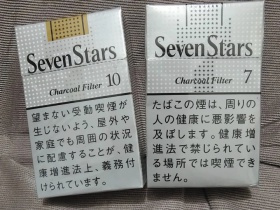 SevenStars
Charcoal Filter 10
望まない受動喫煙が
生じないよう、屋外や
家庭でも周囲の状況
に配慮することが、健
康増進法上、義務付
けられています。
SevenStars
Charcoal Filter 7
たばこの煙は、周りの
人の健康に悪影響を
及ぼします。健康増
進法で禁じられてい
る場所では喫煙でき
ません。